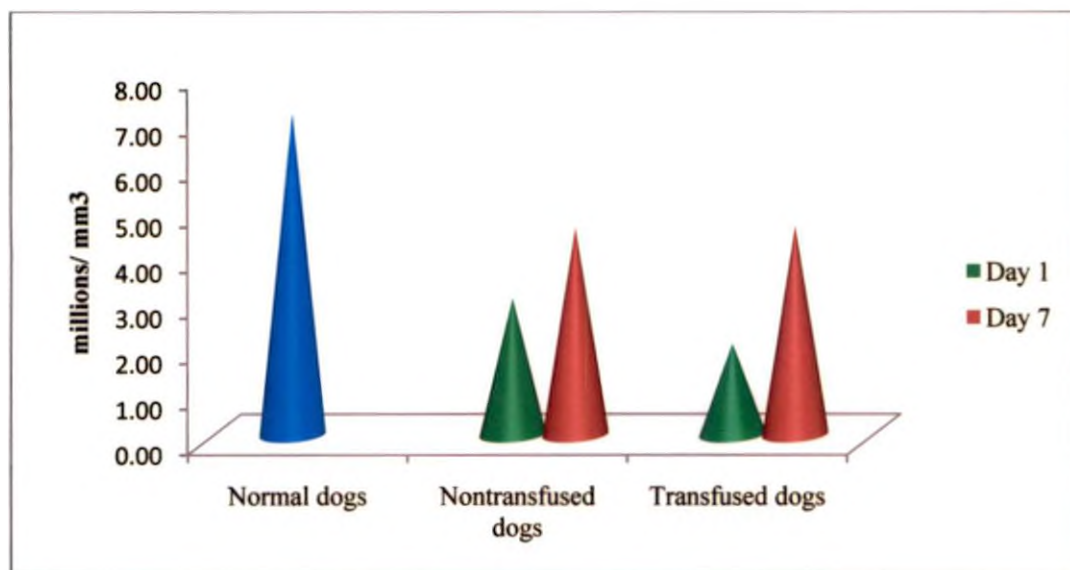 8.00
7.00
6.00
5.00
4.00
3.00
2.00
1.00
0.00
millions/ mm3
Normal dogs
Nontransfused
dogs
Transfused dogs
Day 1
Day 7